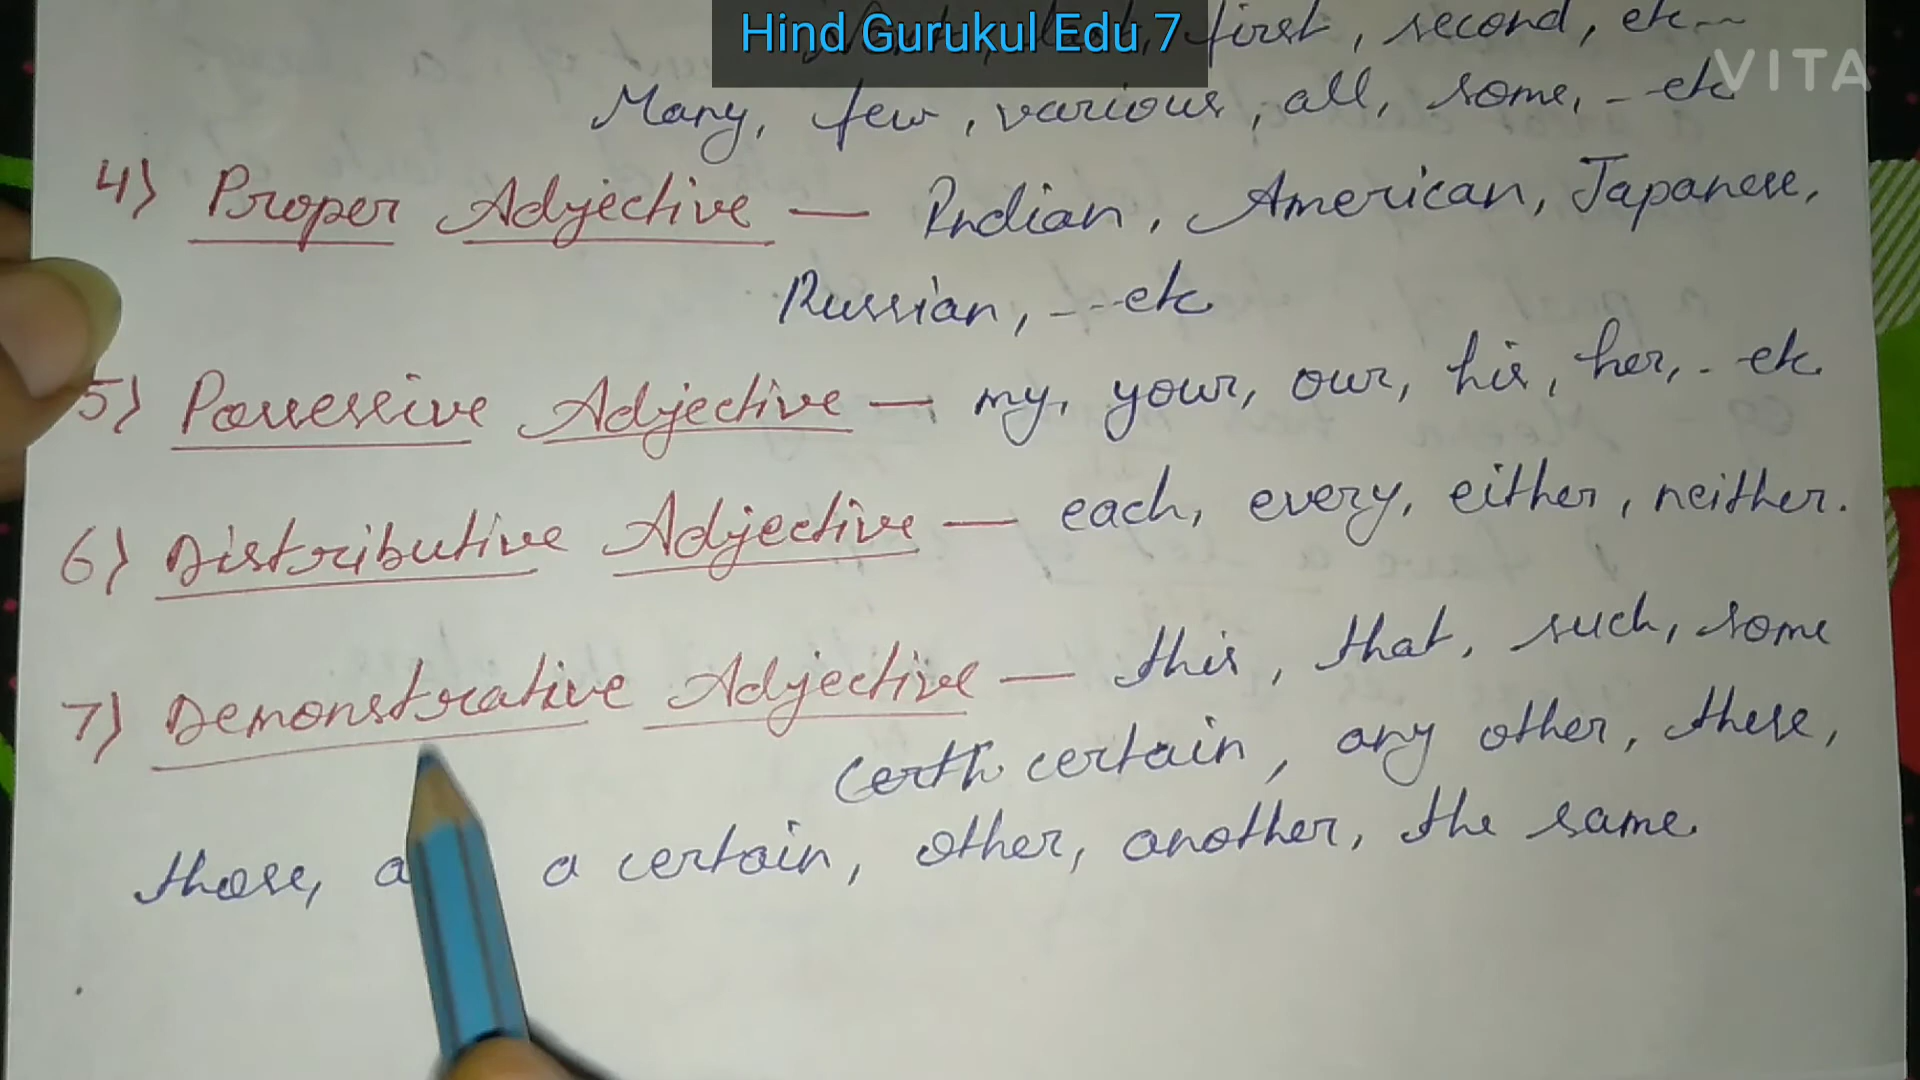 Hind Gurukul Edu 7
first, second, etc
VITA
Many, few, various, all, some, -- etc
4) Proper Adjective — Indian, American, Japanese,
Russian, --- etc
5) Possessive Adjective — my, your, our, his, her, - etc.
6) Distributive Adjective — each, every, either, neither.
7) Demonstrative Adjective — this, that, such, some
certain, any other, these,
those, a certain, other, another, the same.